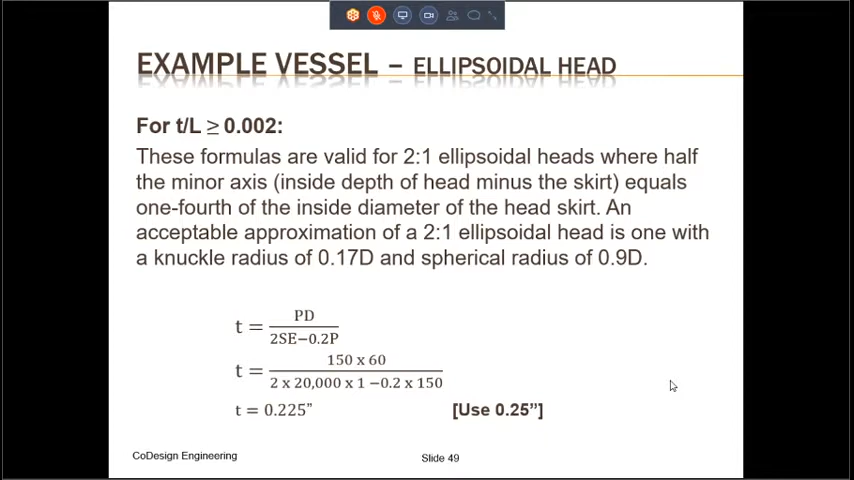 EXAMPLE VESSEL – ELLIPSOIDAL HEAD
For t/L ≥ 0.002:
These formulas are valid for 2:1 ellipsoidal heads where half
the minor axis (inside depth of head minus the skirt) equals
one-fourth of the inside diameter of the head skirt. An
acceptable approximation of a 2:1 ellipsoidal head is one with
a knuckle radius of 0.17D and spherical radius of 0.9D.
t = PD / 2SE−0.2P
t = 150 x 60 / 2 x 20,000 x 1 −0.2 x 150
t = 0.225” [Use 0.25”]
CoDesign Engineering Slide 49